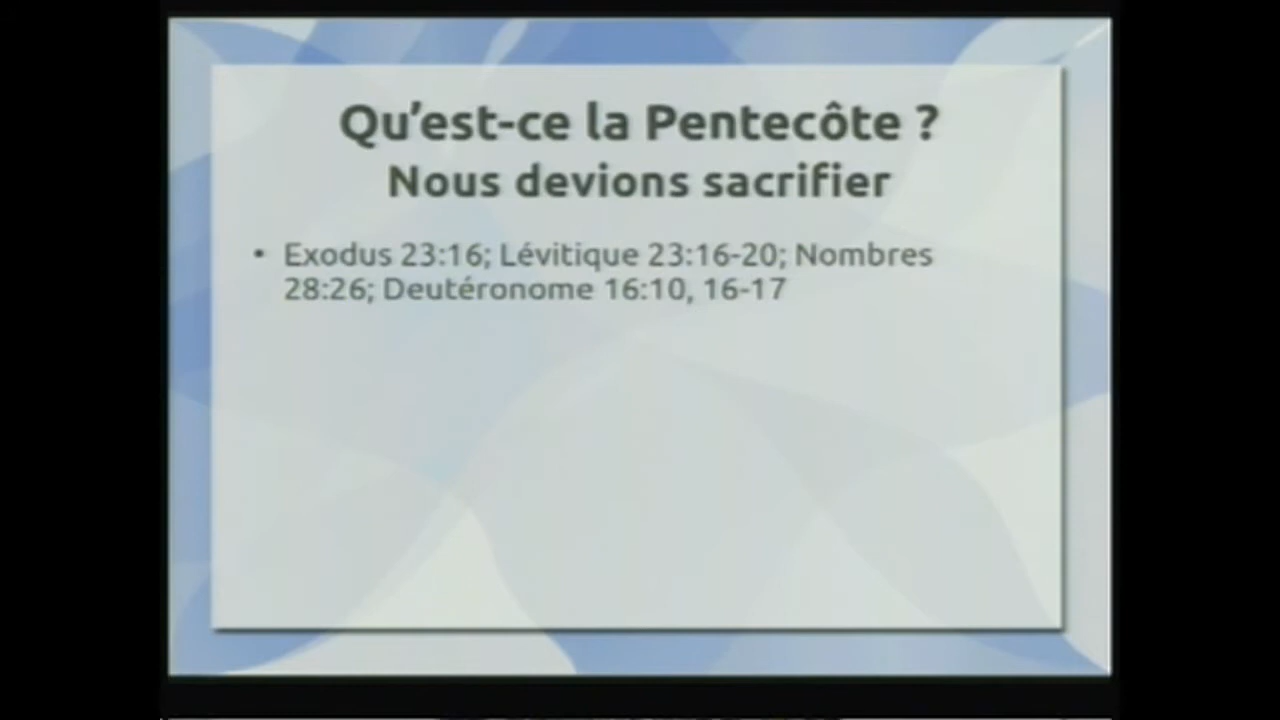 Qu’est-ce la Pentecôte ?
Nous devions sacrifier
• Exodus 23:16; Lévitique 23:16-20; Nombres
28:26; Deutéronome 16:10, 16-17